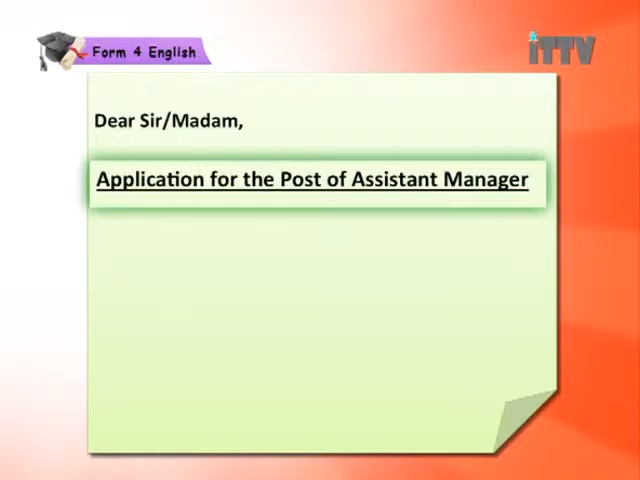 Form 4 English
iTTV
Dear Sir/Madam,
Application for the Post of Assistant Manager